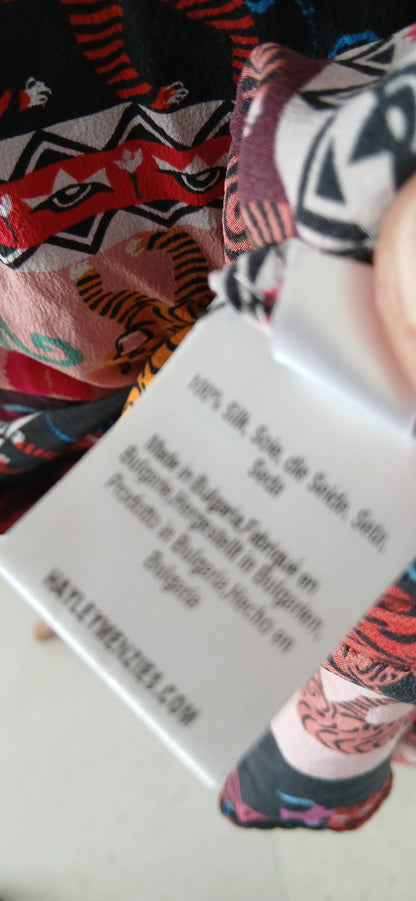 100% Silk, Soie, die Seide, Seta,
Seda
Made in Bulgaria,Fabriqué en
Bulgarie,Hergestellt in Bulgarien,
Prodotto in Bulgaria,Hecho en
Bulgaria
HAYLEYMENZIES.COM